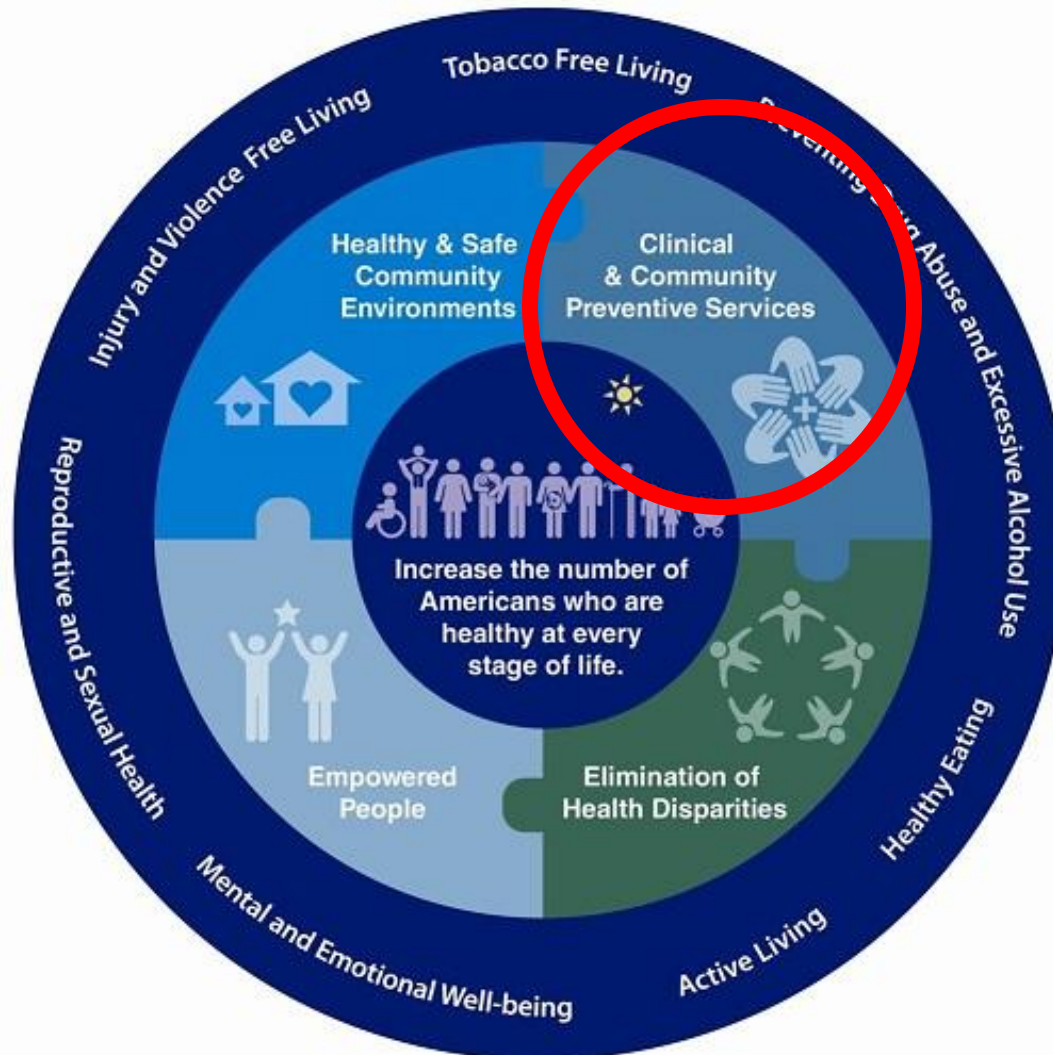 Tobacco Free Living
Preventing Drug Abuse and Excessive Alcohol Use
Healthy Eating
Active Living
Mental and Emotional Well-being
Reproductive and Sexual Health
Injury and Violence Free Living
Healthy & Safe
Community
Environments
Clinical
& Community
Preventive Services
Increase the number of
Americans who are
healthy at every
stage of life.
Empowered
People
Elimination of
Health Disparities